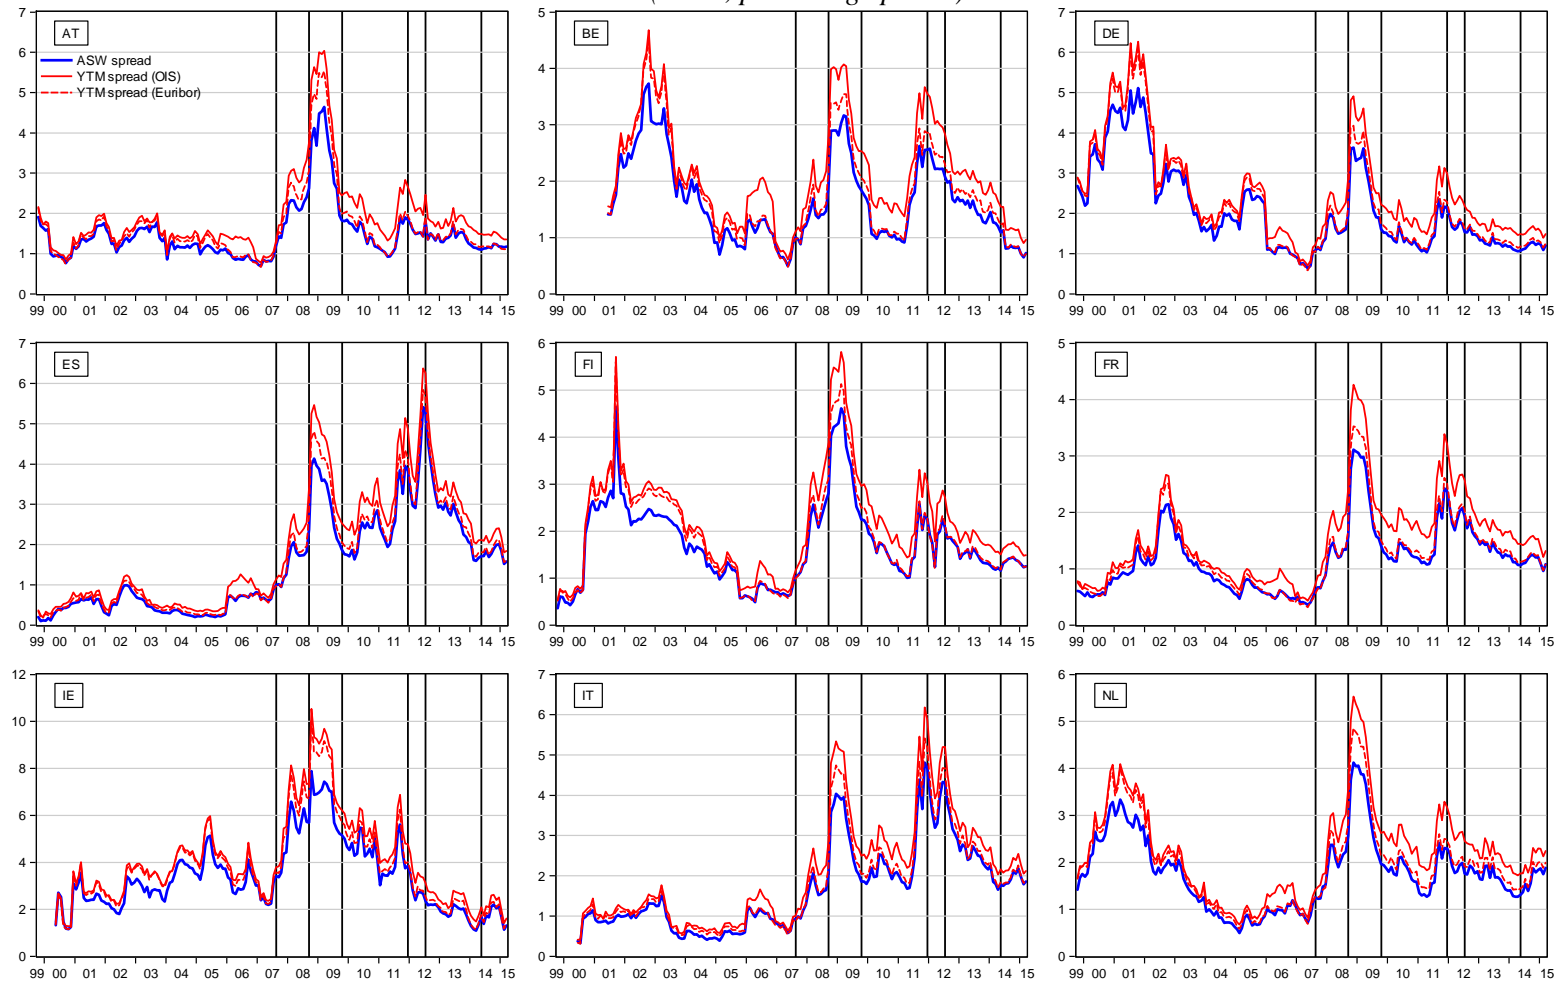 7 AT 6 5 4 3 2 1 0
ASW spread
YTM spread (OIS)
YTM spread (Euribor)
99 00 01 02 03 04 05 06 07 08 09 10 11 12 13 14 15
5 BE 4 3 2 1 0
99 00 01 02 03 04 05 06 07 08 09 10 11 12 13 14 15
7 DE 6 5 4 3 2 1 0
99 00 01 02 03 04 05 06 07 08 09 10 11 12 13 14 15
7 ES 6 5 4 3 2 1 0
99 00 01 02 03 04 05 06 07 08 09 10 11 12 13 14 15
6 FI 5 4 3 2 1 0
99 00 01 02 03 04 05 06 07 08 09 10 11 12 13 14 15
5 FR 4 3 2 1 0
99 00 01 02 03 04 05 06 07 08 09 10 11 12 13 14 15
12 IE 10 8 6 4 2 0
99 00 01 02 03 04 05 06 07 08 09 10 11 12 13 14 15
7 IT 6 5 4 3 2 1 0
99 00 01 02 03 04 05 06 07 08 09 10 11 12 13 14 15
6 NL 5 4 3 2 1 0
99 00 01 02 03 04 05 06 07 08 09 10 11 12 13 14 15